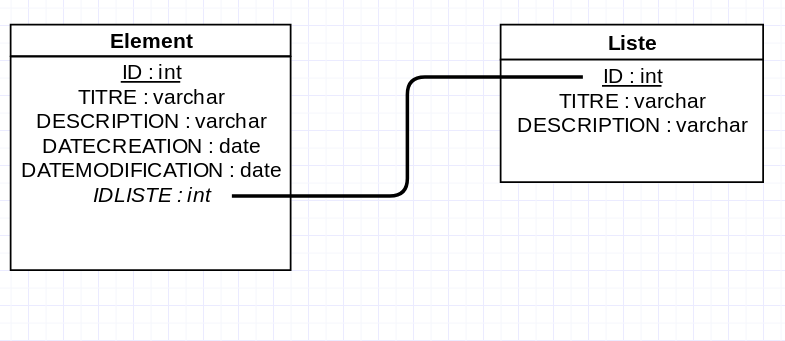 Element
ID : int
TITRE : varchar
DESCRIPTION : varchar
DATECREATION : date
DATEMODIFICATION : date
IDLISTE : int
Liste
ID : int
TITRE : varchar
DESCRIPTION : varchar